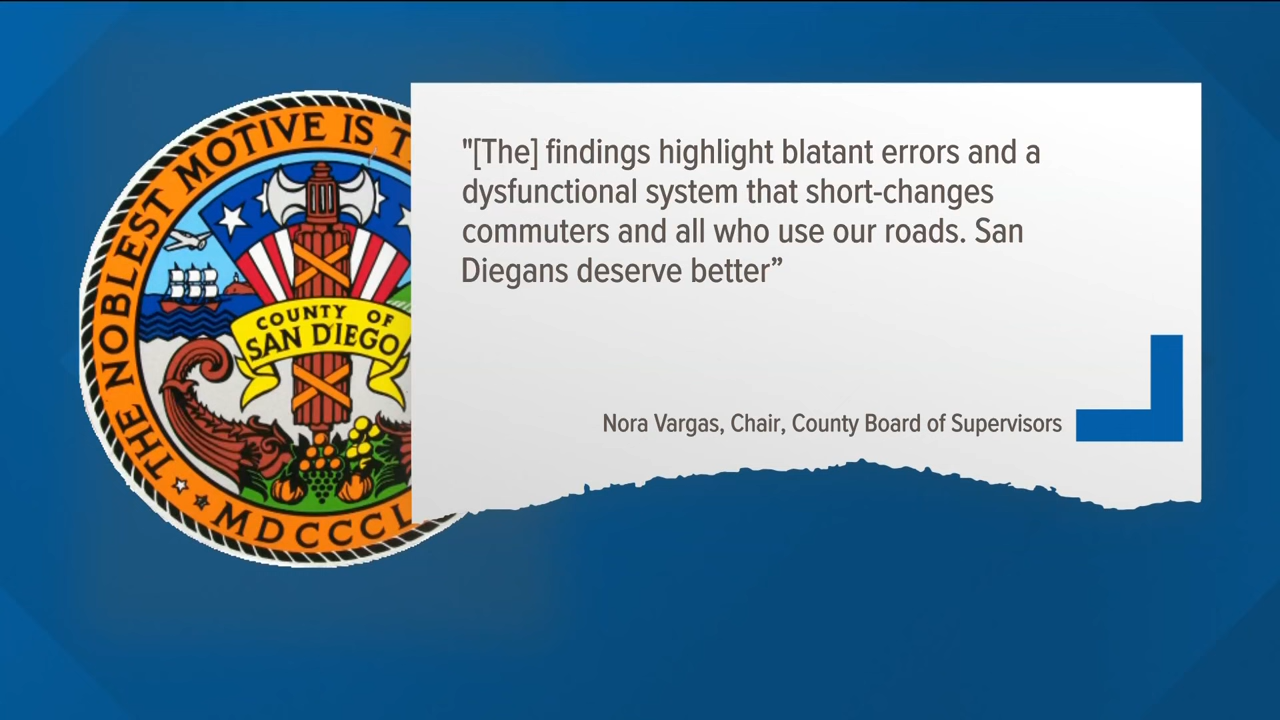 THE NOBLEST MOTIVE IS T
COUNTY OF
SAN DIEGO
MDCCCL
"[The] findings highlight blatant errors and a
dysfunctional system that short-changes
commuters and all who use our roads. San
Diegans deserve better”
Nora Vargas, Chair, County Board of Supervisors